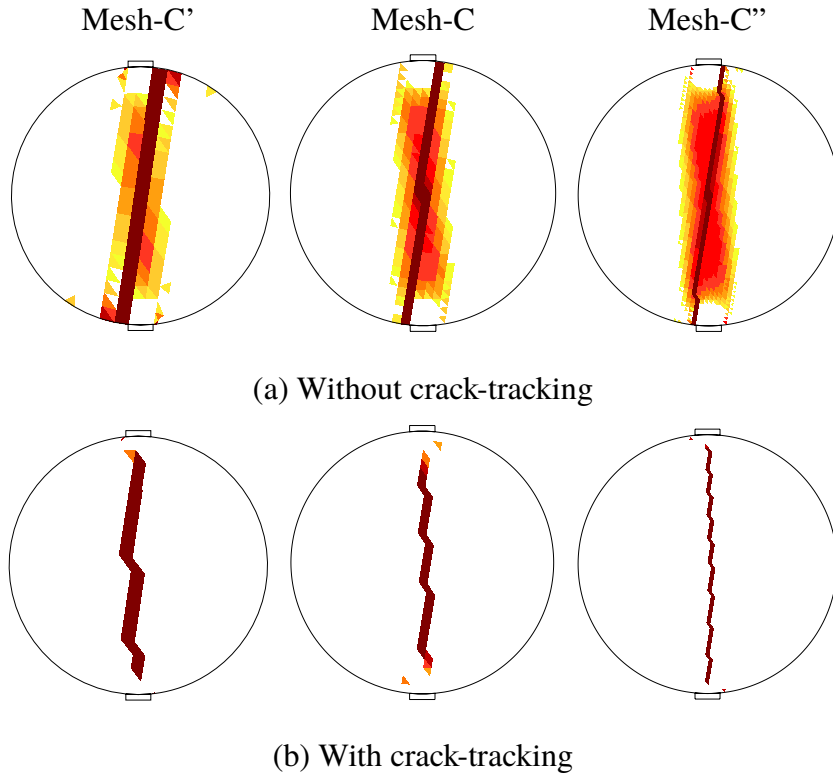 Mesh-C’ Mesh-C Mesh-C”
(a) Without crack-tracking
(b) With crack-tracking